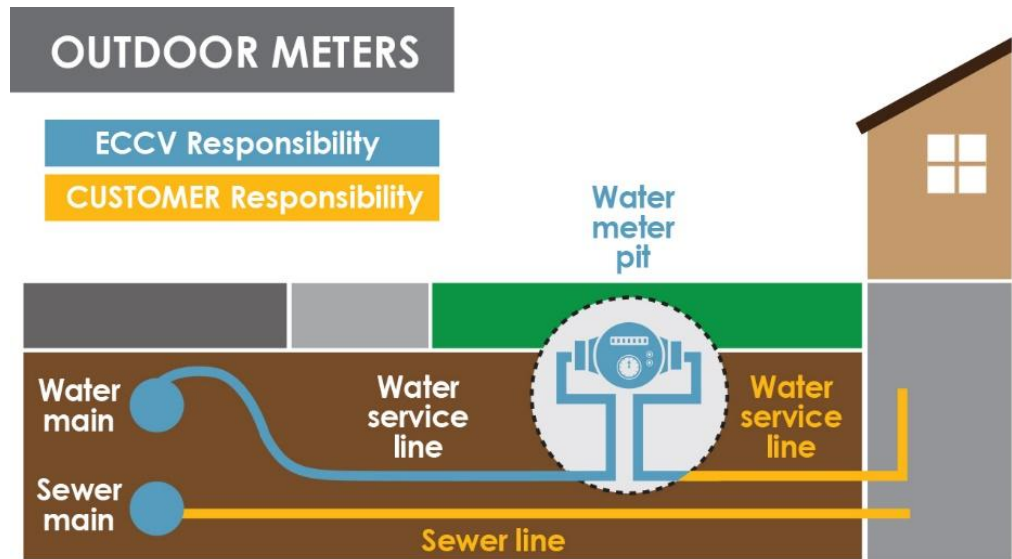 OUTDOOR METERS
ECCV Responsibility
CUSTOMER Responsibility
Water
meter
pit
Water
main
Water
service
line
Water
service
line
Sewer
main
Sewer line